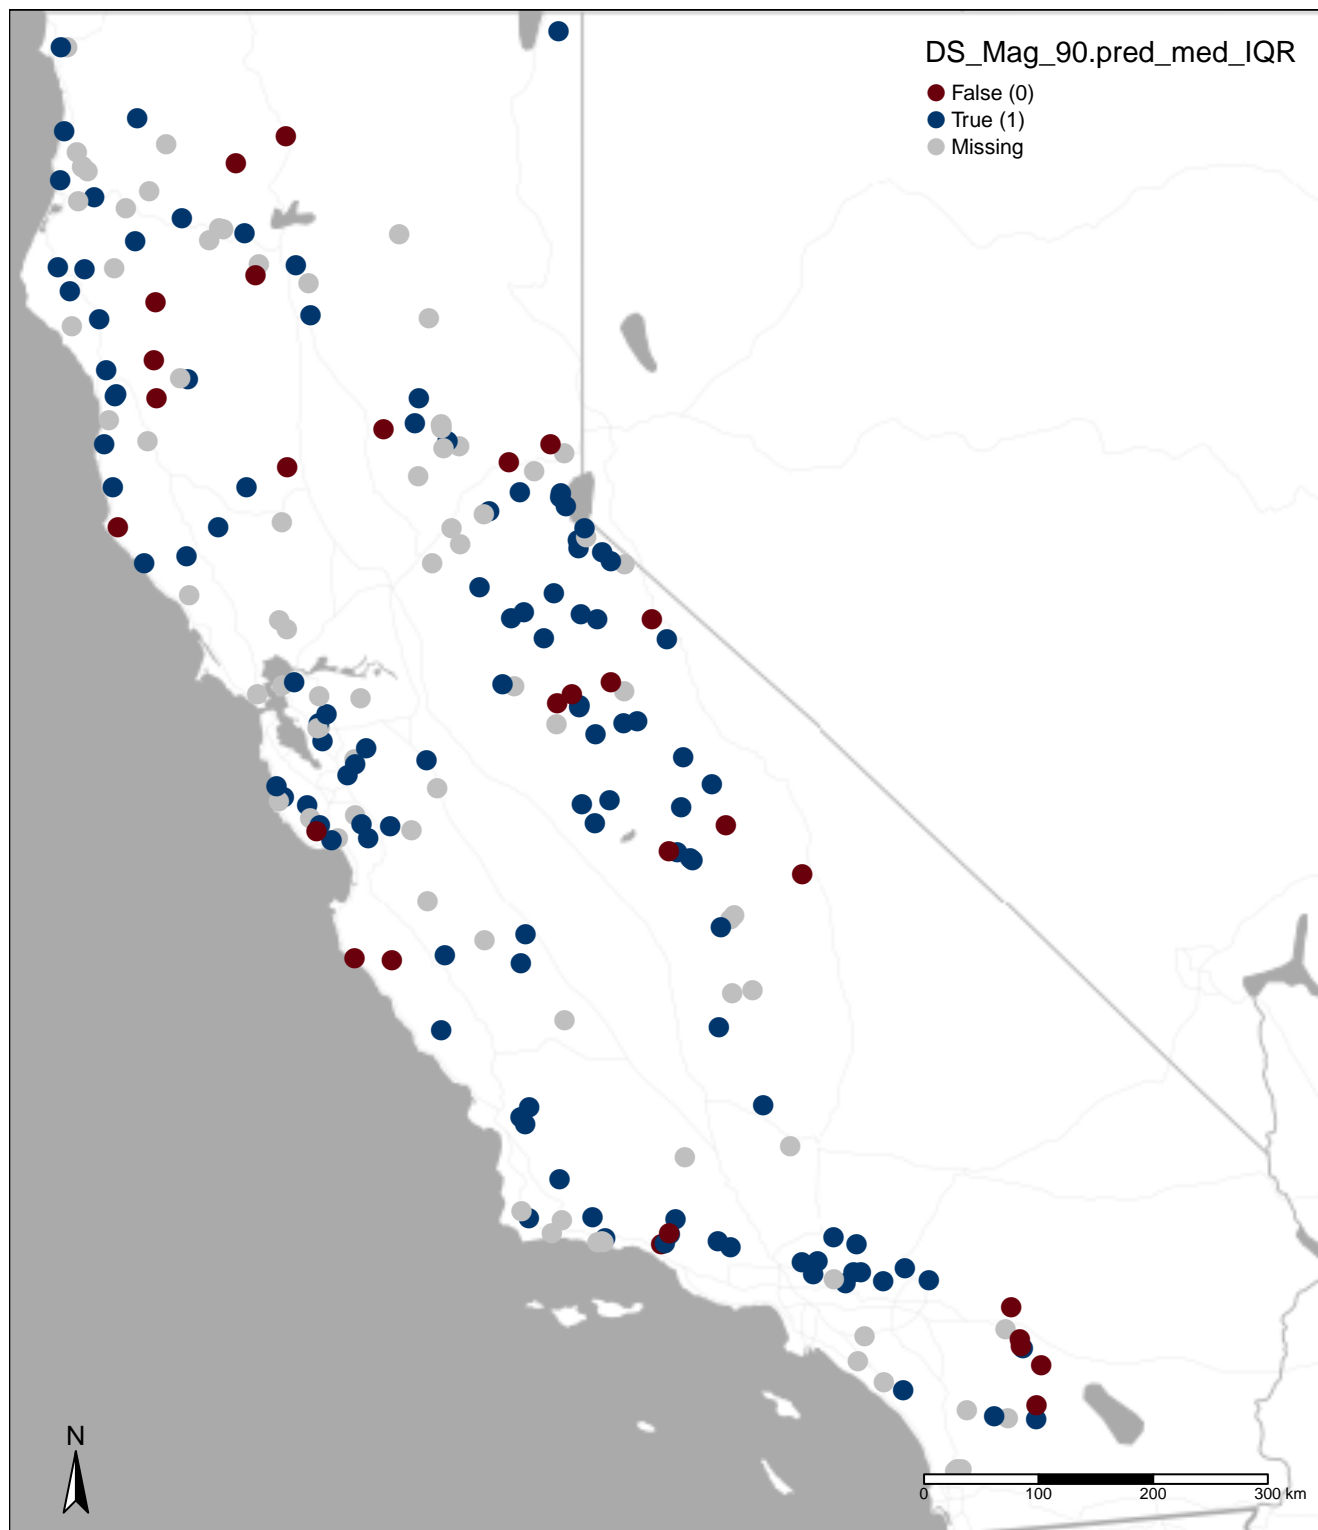 DS_Mag_90.pred_med_IQR
False (0)
True (1)
Missing
N
0 100 200 300 km